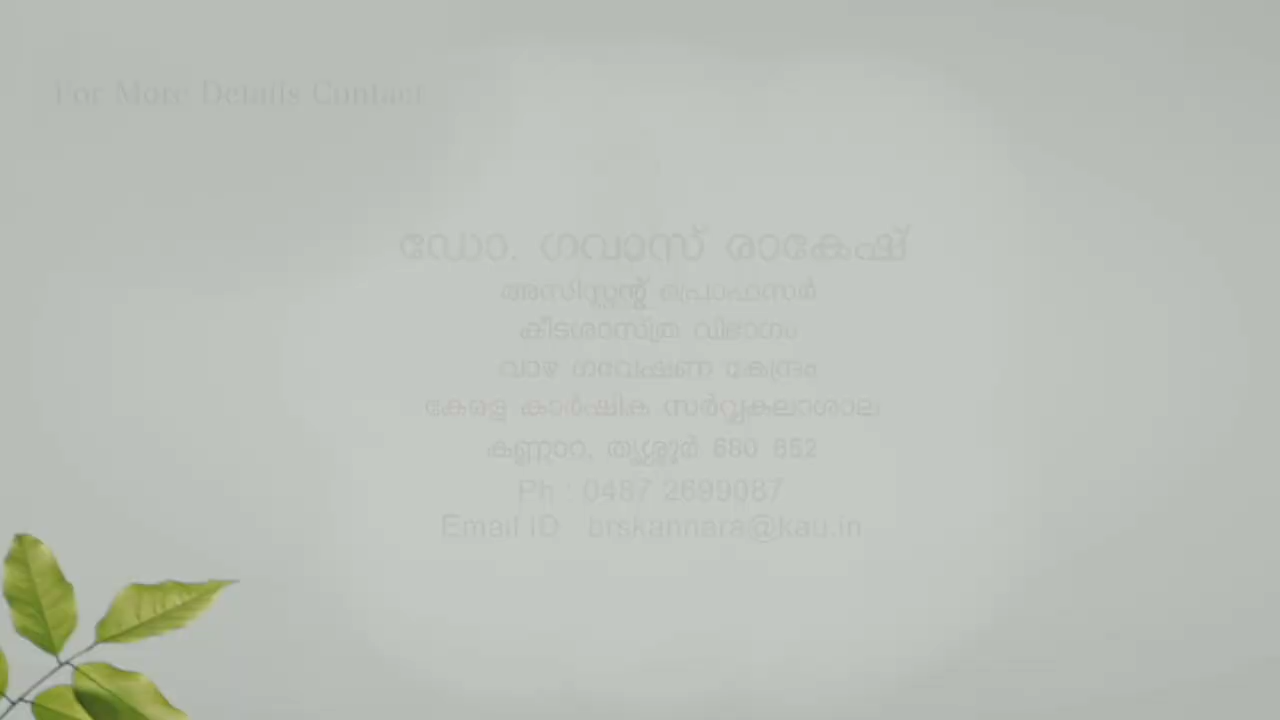 For More Details Contact
ഡോ. ഗവാസ് രാകേഷ്
അസിസ്റ്റന്റ് പ്രൊഫസർ
കീടശാസ്ത്ര വിഭാഗം
വാഴ ഗവേഷണ കേന്ദ്രം
കേരള കാർഷിക സർവ്വകലാശാല
കണ്ണാറ, തൃശ്ശൂർ 680 652
Ph : 0487 2699087
Email ID : brskannara@kau.in